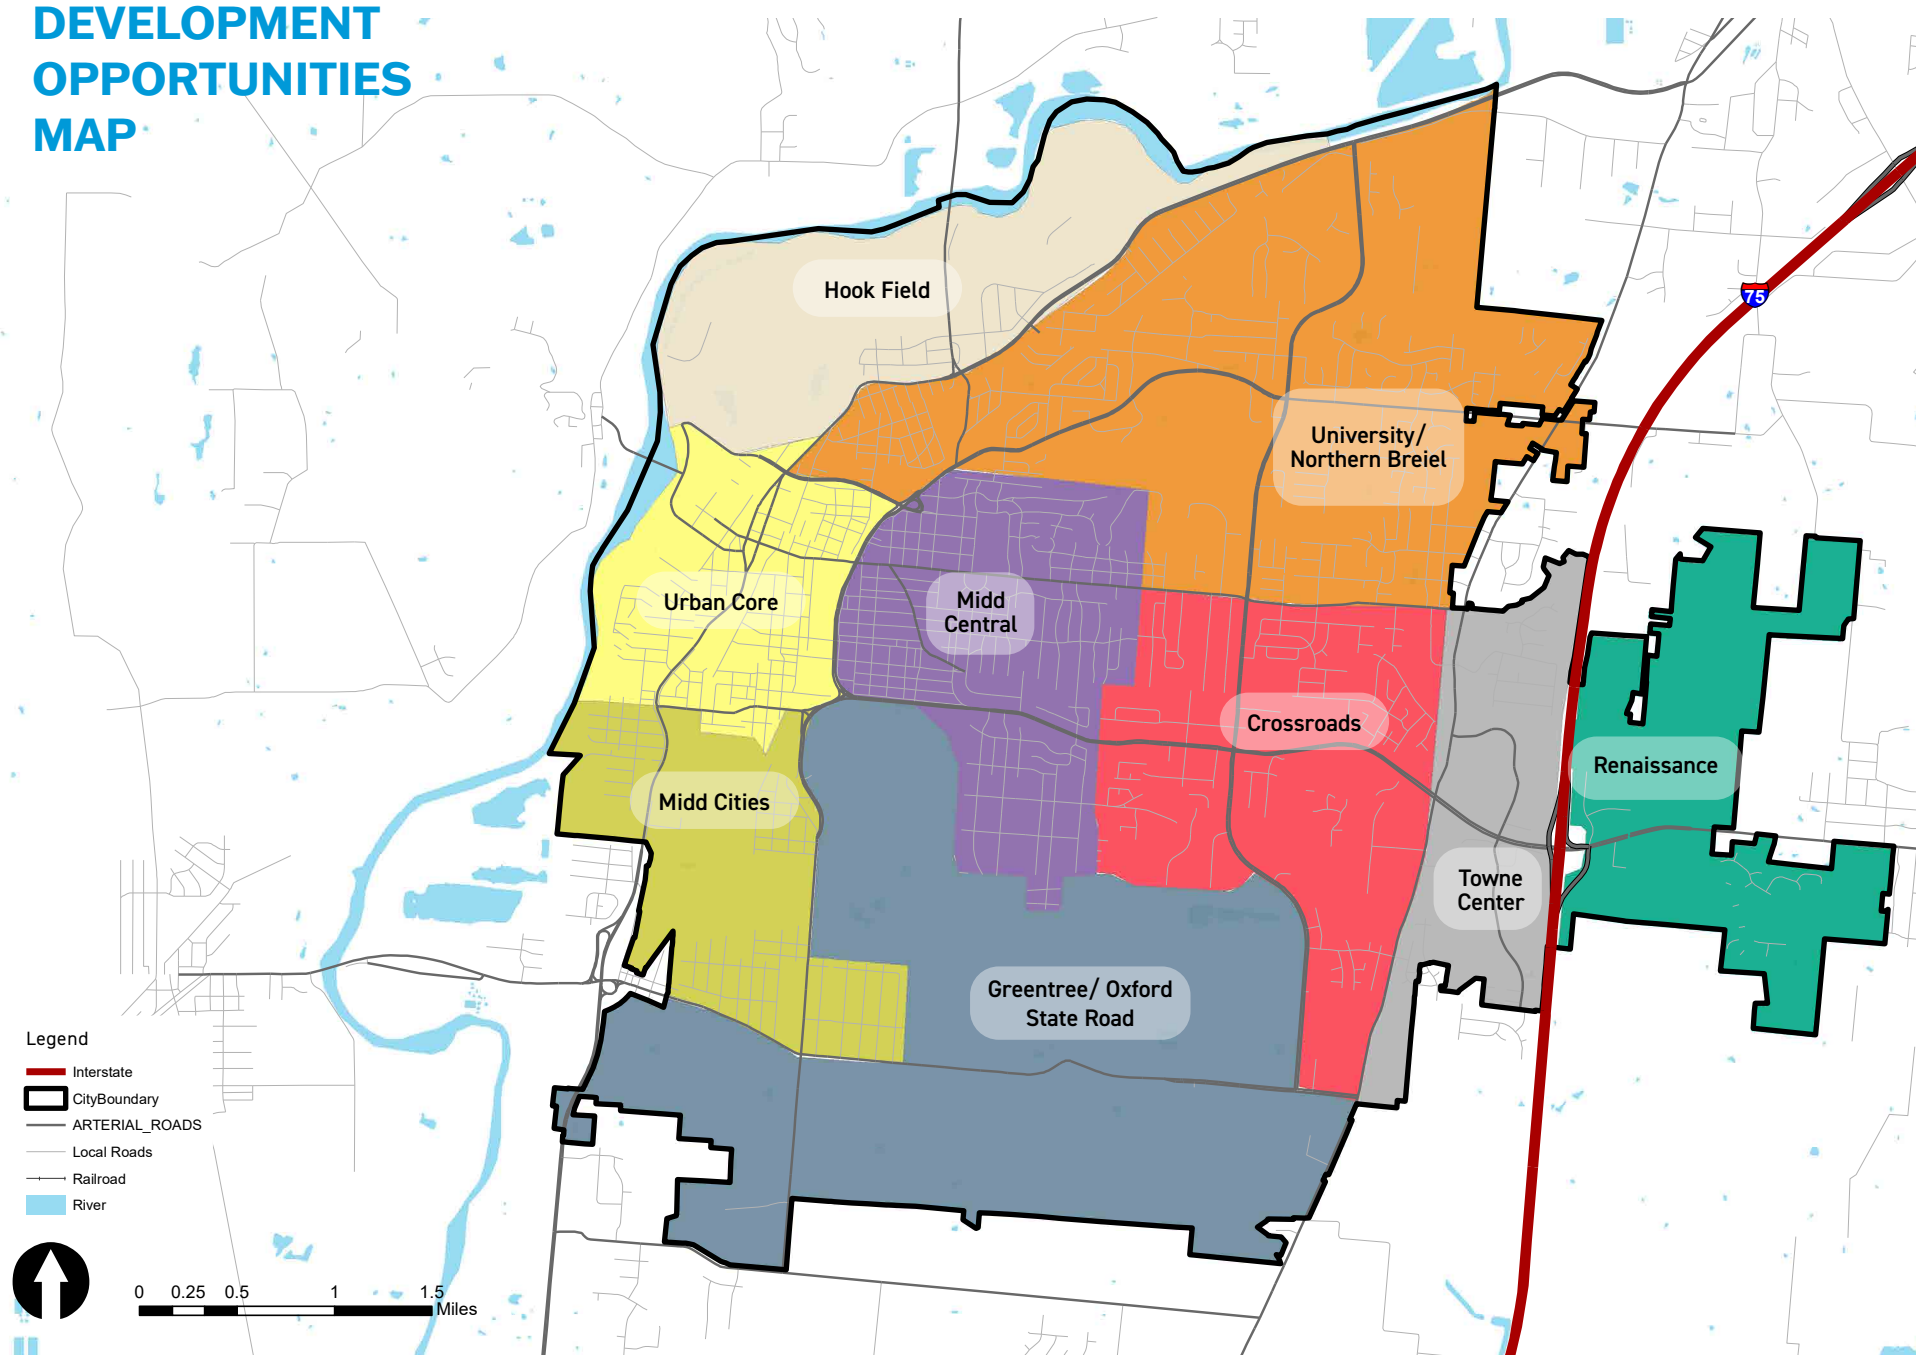 DEVELOPMENT
OPPORTUNITIES
MAP
75
Hook Field
University/
Northern Breiel
Urban Core
Midd
Central
Crossroads
Renaissance
Midd Cities
Towne
Center
Greentree/ Oxford
State Road
Legend
Interstate
CityBoundary
ARTERIAL_ROADS
Local Roads
Railroad
River
0 0.25 0.5 1 1.5
Miles